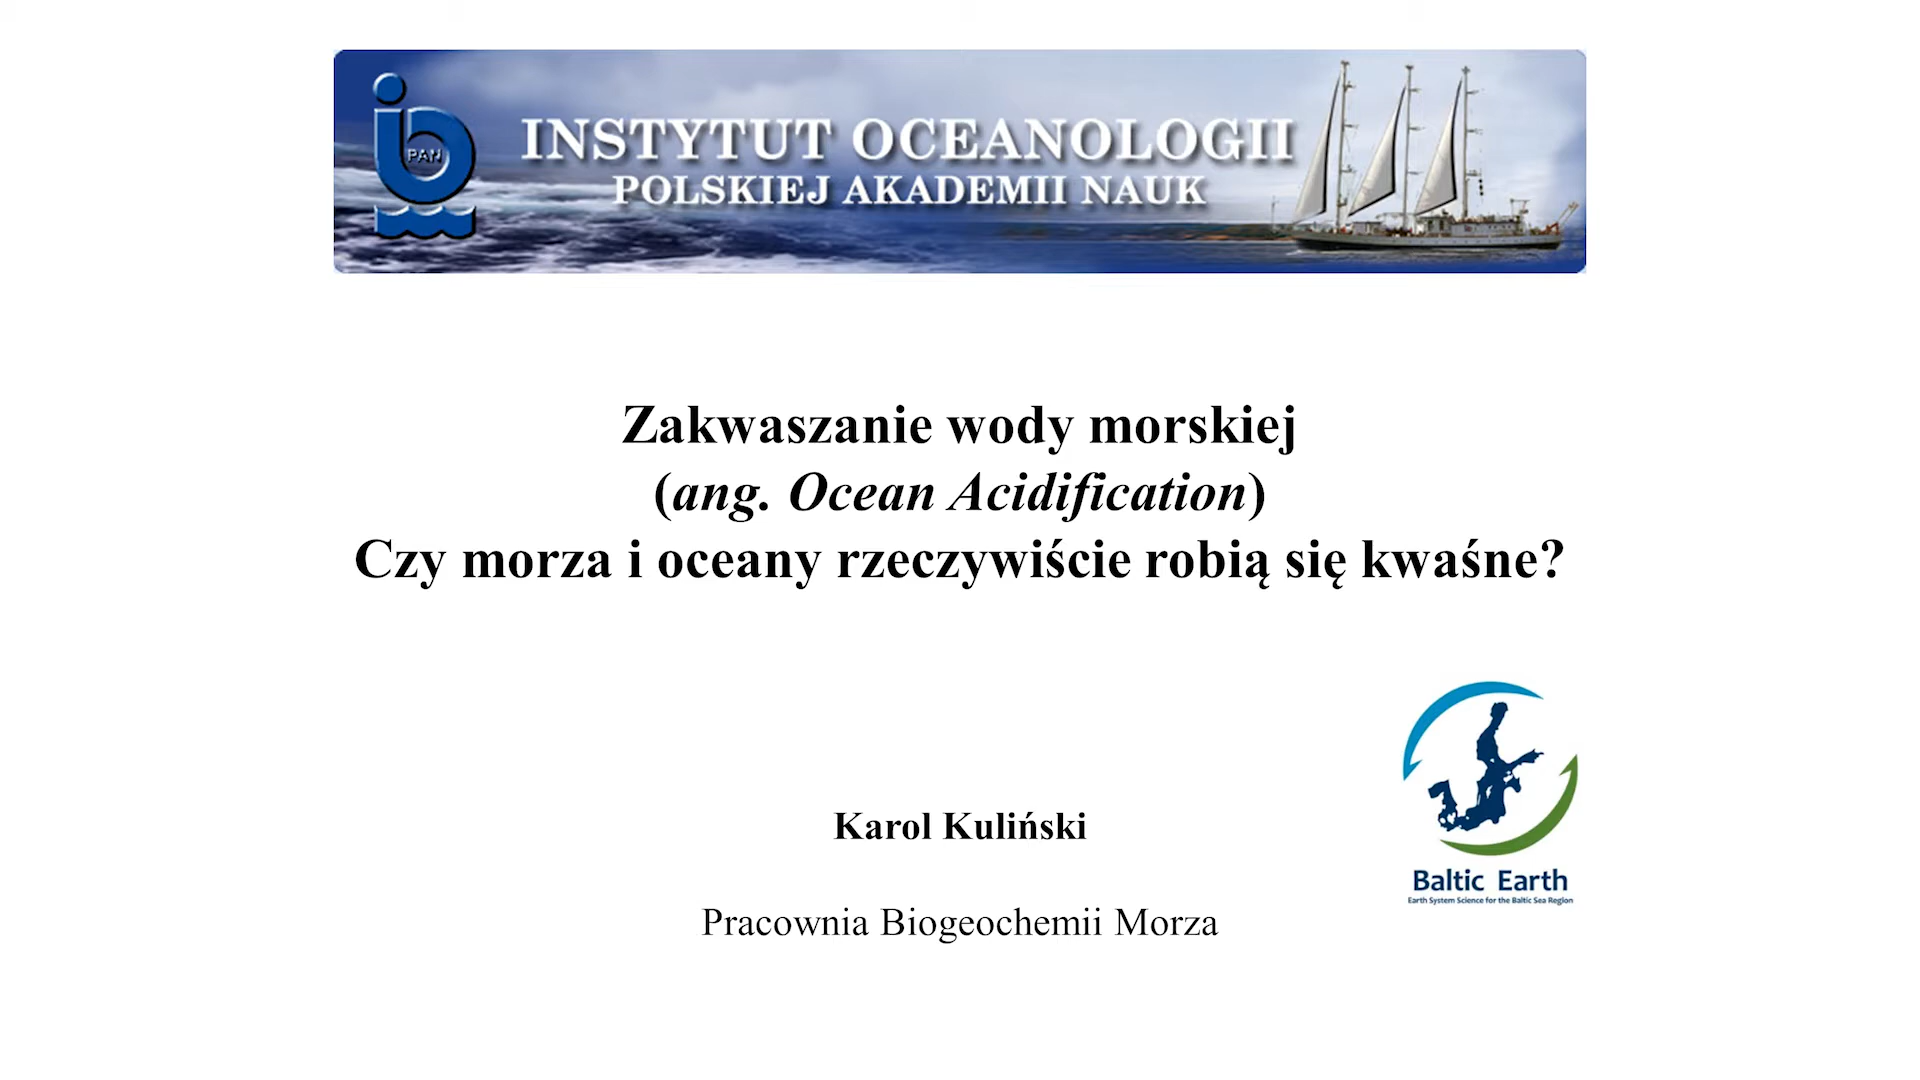 PAN
INSTYTUT OCEANOLOGII
POLSKIEJ AKADEMII NAUK
Zakwaszanie wody morskiej
(ang. Ocean Acidification)
Czy morza i oceany rzeczywiście robią się kwaśne?
Karol Kuliński
Pracownia Biogeochemii Morza
Baltic Earth
Earth System Science for the Baltic Sea Region